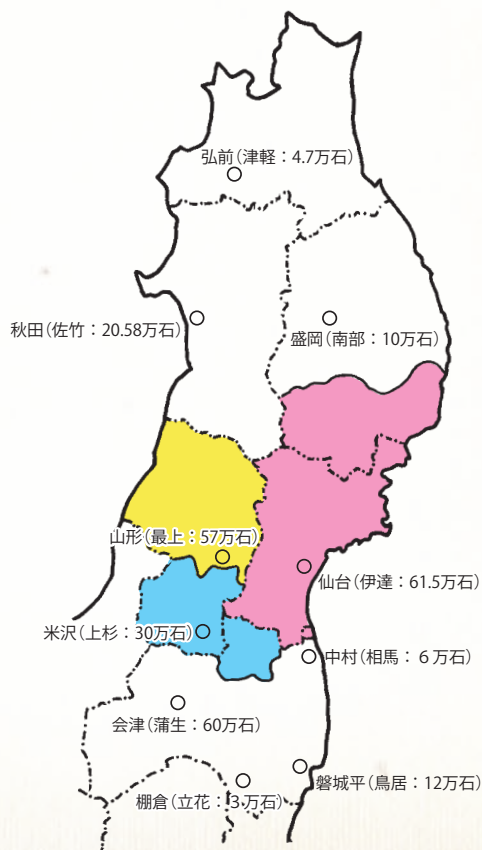 弘前（津軽：4.7万石）
秋田（佐竹：20.58万石）
盛岡（南部：10万石）
山形（最上：57万石）
仙台（伊達：61.5万石）
米沢（上杉：30万石）
中村（相馬：６万石）
会津（蒲生：60万石）
磐城平（鳥居：12万石）
棚倉（立花：３万石）